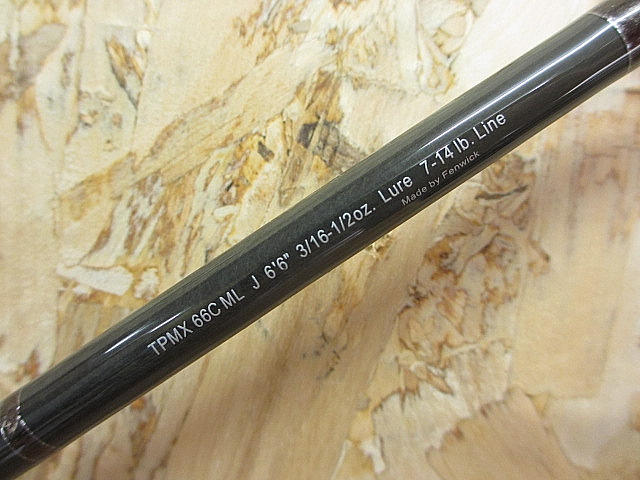 TPMX 66C ML J 6'6" 3/16-1/2oz. Lure 7-14 lb. Line
Made by Fenwick